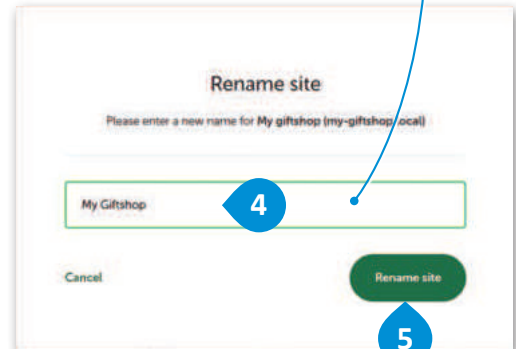 Rename site
Please enter a new name for My giftshop (my-giftshop.local)
My Giftshop
4
Cancel
Rename site
5